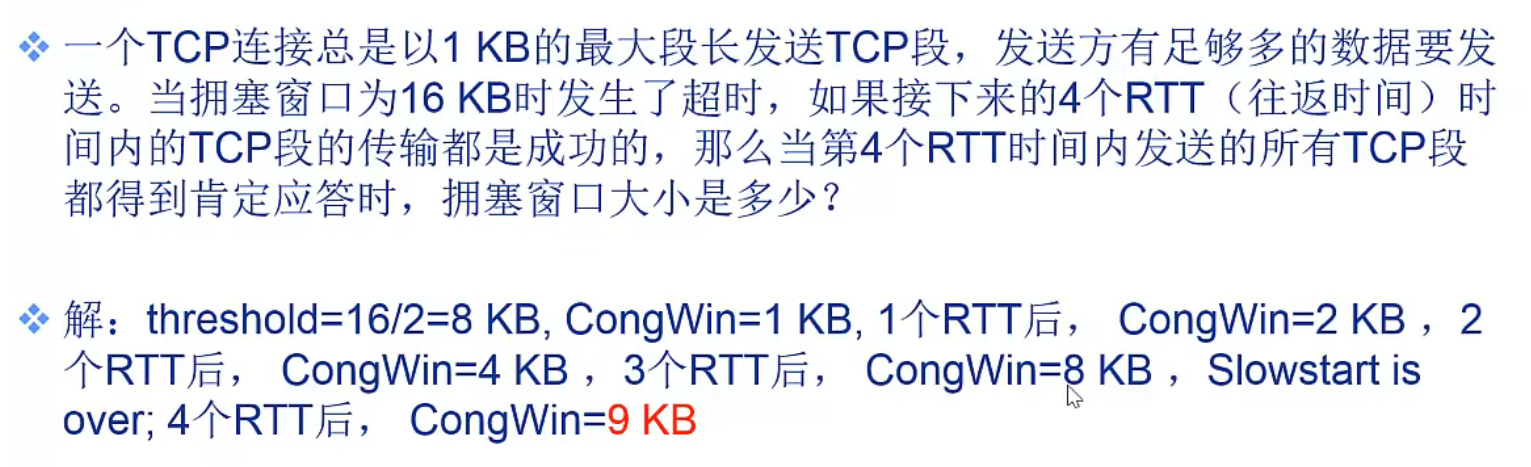 一个TCP连接总是以1 KB的最大段长发送TCP段，发送方有足够多的数据要发
送。当拥塞窗口为16 KB时发生了超时，如果接下来的4个RTT（往返时间）时
间内的TCP段的传输都是成功的，那么当第4个RTT时间内发送的所有TCP段
都得到肯定应答时，拥塞窗口大小是多少？
解：threshold=16/2=8 KB, CongWin=1 KB, 1个RTT后， CongWin=2 KB ，2
个RTT后， CongWin=4 KB ，3个RTT后， CongWin=8 KB ，Slowstart is
over; 4个RTT后， CongWin=9 KB